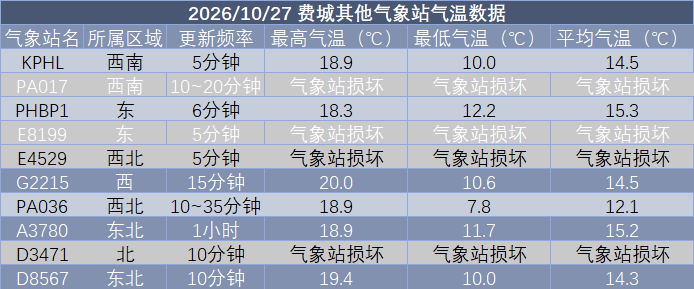 2026/10/27 费城其他气象站气温数据
气象站名 所属区域 更新频率 最高气温（℃） 最低气温（℃） 平均气温（℃）
KPHL 西南 5分钟 18.9 10.0 14.5
PA017 西南 10~20分钟 气象站损坏 气象站损坏 气象站损坏
PHBP1 东 6分钟 18.3 12.2 15.3
E8199 东 5分钟 气象站损坏 气象站损坏 气象站损坏
E4529 西北 5分钟 气象站损坏 气象站损坏 气象站损坏
G2215 西 15分钟 20.0 10.6 14.5
PA036 西北 10~35分钟 18.9 7.8 12.1
A3780 东北 1小时 18.9 11.7 15.2
D3471 北 10分钟 气象站损坏 气象站损坏 气象站损坏
D8567 东北 10分钟 19.4 10.0 14.3